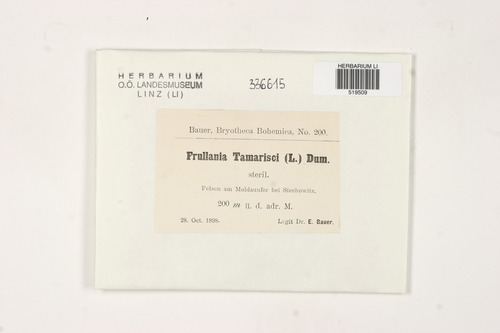 HERBARIUM
O.Ö. LANDESMUSEUM
LINZ (LI)
336615
HERBARIUM LI
519509
Bauer, Bryotheca Bohemica, No. 200.
Frullania Tamarisci (L.) Dum.
steril.
Felsen am Moldauufer bei Stechowitz.
200 m ü. d. adr. M.
28. Oct. 1898.
Legit Dr. E. Bauer.